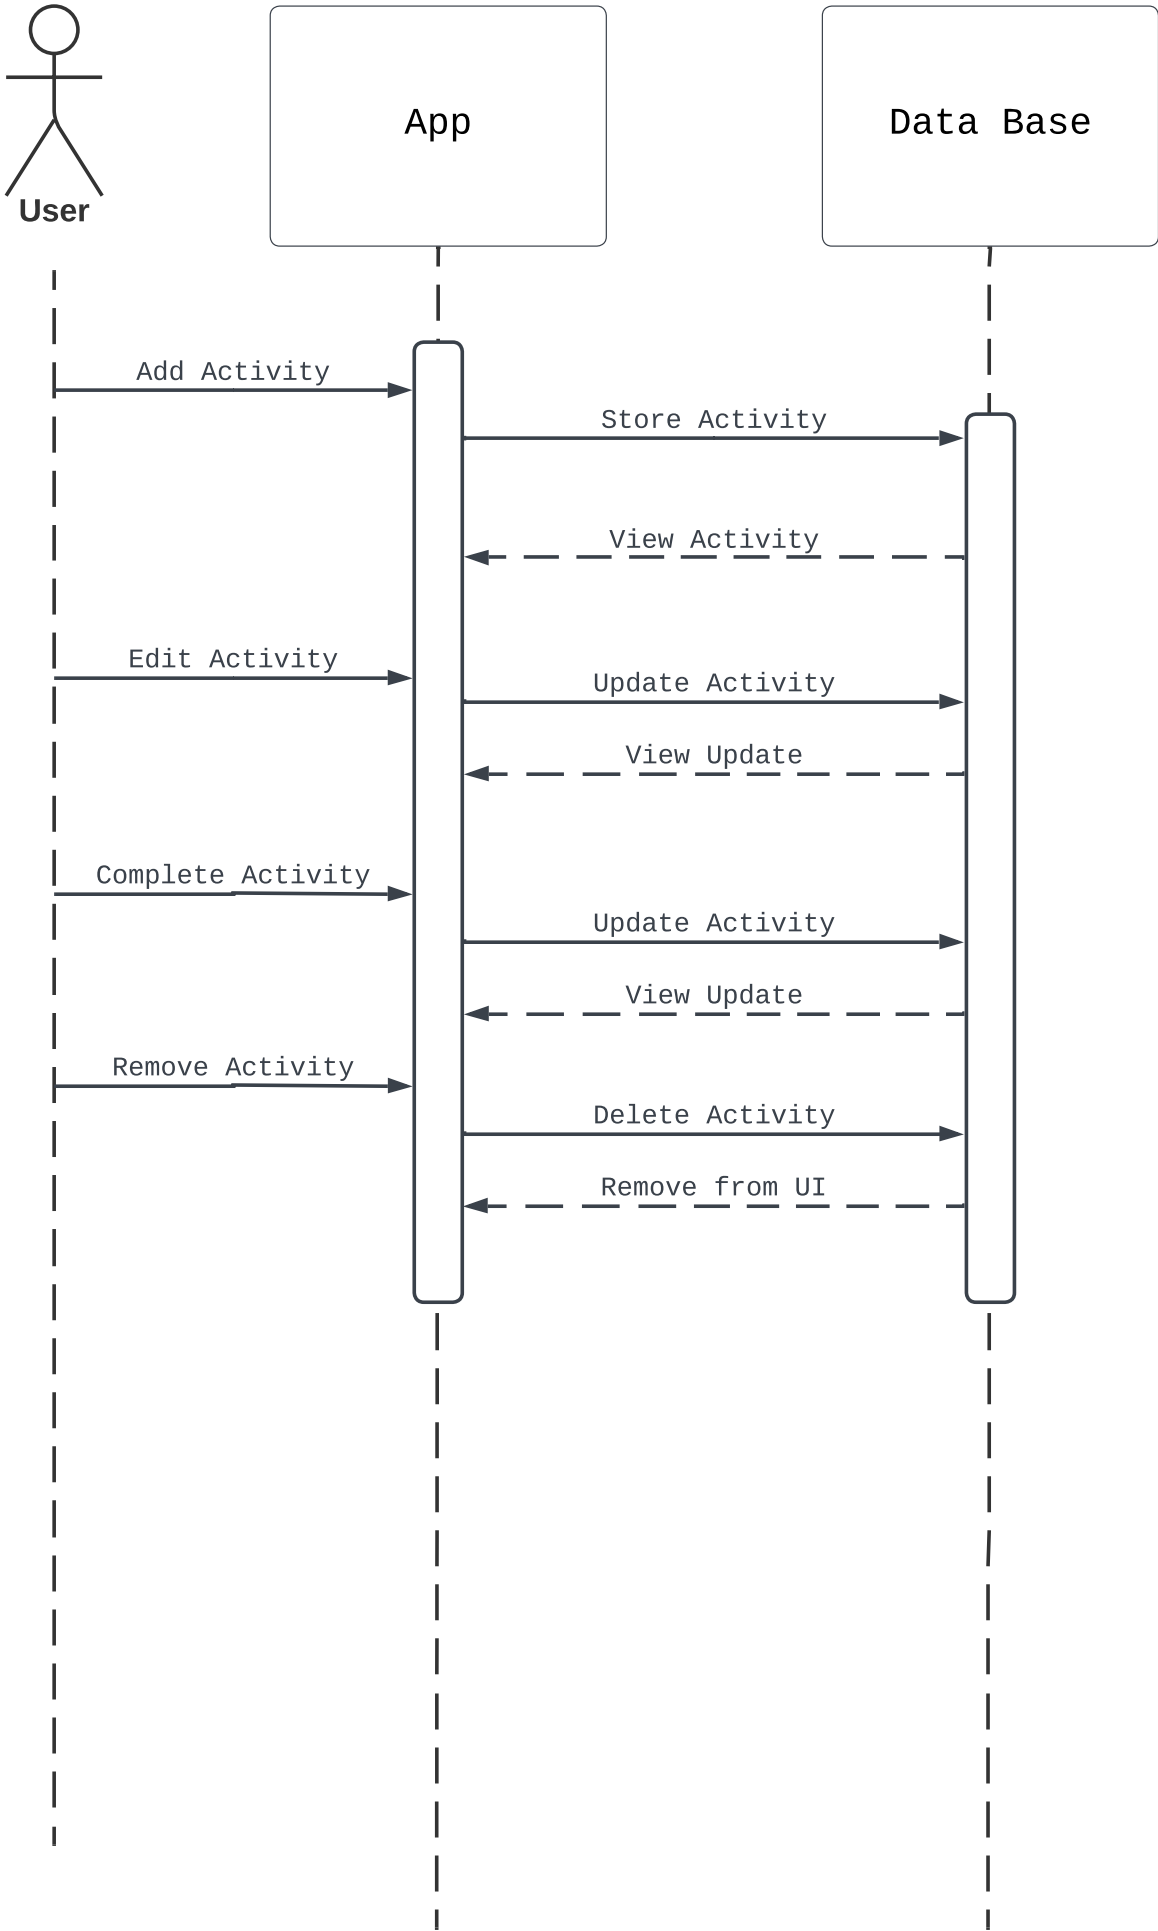 User
App
Data Base
Add Activity
Store Activity
View Activity
Edit Activity
Update Activity
View Update
Complete Activity
Update Activity
View Update
Remove Activity
Delete Activity
Remove from UI